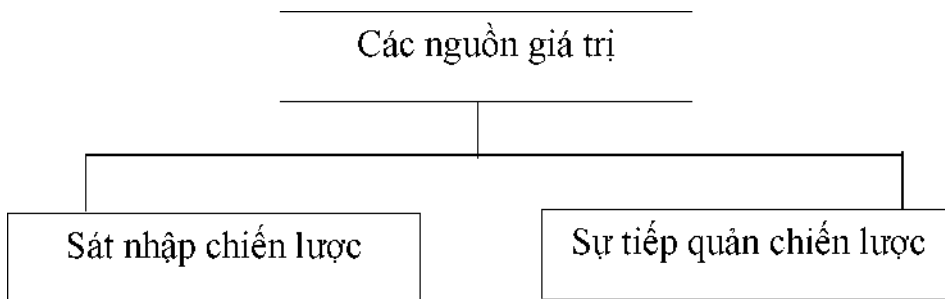 Các nguồn giá trị
Sát nhập chiến lược
Sự tiếp quản chiến lược